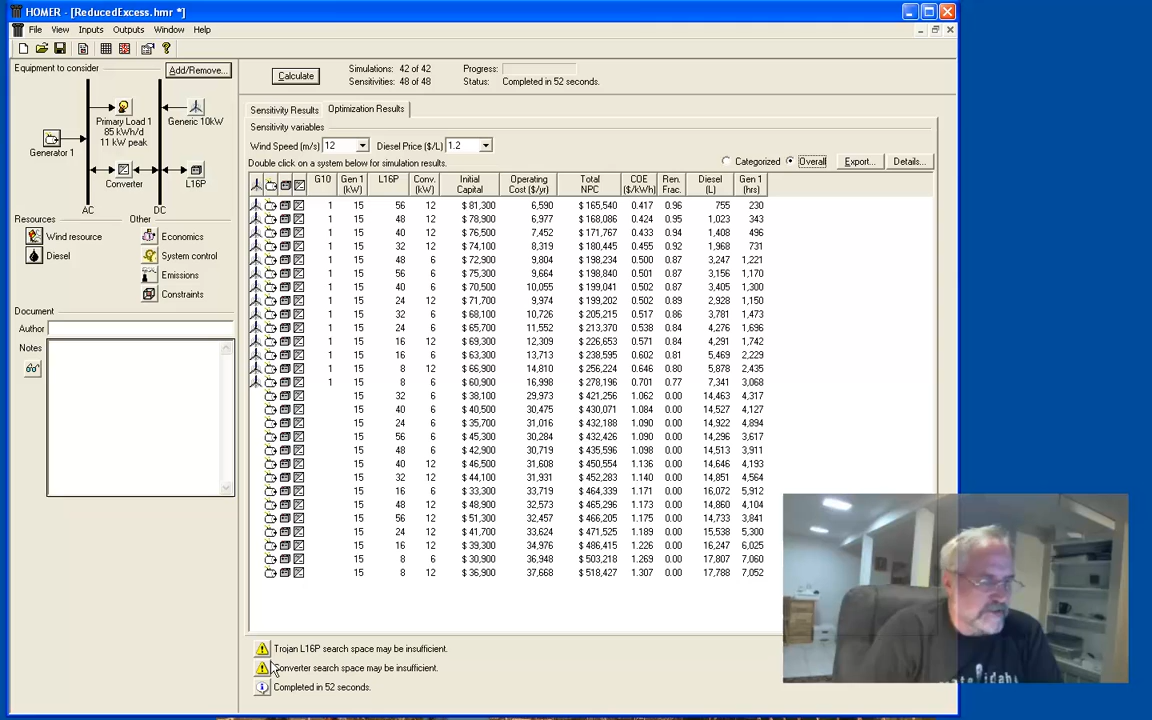 HOMER - [ReducedExcess.hmr *]
File View Inputs Outputs Window Help
Equipment to consider Add/Remove...
Primary Load 1
85 kWh/d
11 kW peak
Generic 10kW
Generator 1
Converter
L16P
AC DC
Resources Other
Wind resource Economics
Diesel System control
Emissions
Constraints
Document
Author
Notes
Calculate
Simulations: 42 of 42 Progress:
Sensitivities: 48 of 48 Status: Completed in 52 seconds.
Sensitivity Results Optimization Results
Sensitivity variables
Wind Speed (m/s) 12 Diesel Price ($/L) 1.2
Double click on a system below for simulation results. Categorized Overall Export... Details...
G10 Gen 1 (kW) L16P Conv. (kW) Initial Capital Operating Cost ($/yr) Total NPC COE ($/kWh) Ren. Frac. Diesel (L) Gen 1 (hrs)
1 15 56 12 $ 81,300 6,590 $ 165,540 0.417 0.96 755 230
1 15 48 12 $ 78,900 6,977 $ 168,086 0.424 0.95 1,023 343
1 15 40 12 $ 76,500 7,452 $ 171,767 0.433 0.94 1,408 496
1 15 32 12 $ 74,100 8,319 $ 180,445 0.455 0.92 1,968 731
1 15 48 6 $ 72,900 9,804 $ 198,234 0.500 0.87 3,247 1,221
1 15 56 6 $ 75,300 9,664 $ 198,840 0.501 0.87 3,156 1,170
1 15 40 6 $ 70,500 10,055 $ 199,041 0.502 0.87 3,405 1,300
1 15 24 12 $ 71,700 9,974 $ 199,202 0.502 0.89 2,928 1,150
1 15 32 6 $ 68,100 10,726 $ 205,215 0.517 0.86 3,781 1,473
1 15 24 6 $ 65,700 11,552 $ 213,370 0.538 0.84 4,276 1,696
1 15 16 12 $ 69,300 12,309 $ 226,653 0.571 0.84 4,291 1,742
1 15 16 6 $ 63,300 13,713 $ 238,595 0.602 0.81 5,469 2,229
1 15 8 12 $ 66,900 14,810 $ 256,224 0.646 0.80 5,878 2,435
1 15 8 6 $ 60,900 16,998 $ 278,196 0.701 0.77 7,341 3,068
15 32 6 $ 38,100 29,973 $ 421,256 1.062 0.00 14,463 4,317
15 40 6 $ 40,500 30,475 $ 430,071 1.084 0.00 14,527 4,127
15 24 6 $ 35,700 31,016 $ 432,188 1.090 0.00 14,922 4,894
15 56 6 $ 45,300 30,284 $ 432,426 1.090 0.00 14,296 3,617
15 48 6 $ 42,900 30,719 $ 435,596 1.098 0.00 14,513 3,911
15 40 12 $ 46,500 31,608 $ 450,554 1.136 0.00 14,646 4,193
15 32 12 $ 44,100 31,931 $ 452,283 1.140 0.00 14,851 4,564
15 16 6 $ 33,300 33,719 $ 464,339 1.171 0.00 16,072 5,912
15 48 12 $ 48,900 32,573 $ 465,296 1.173 0.00 14,860 4,104
15 56 12 $ 51,300 32,457 $ 466,205 1.175 0.00 14,733 3,841
15 24 12 $ 41,700 33,624 $ 471,525 1.189 0.00 15,538 5,300
15 16 12 $ 39,300 34,976 $ 486,415 1.226 0.00 16,247 6,025
15 8 6 $ 30,900 36,948 $ 503,218 1.269 0.00 17,807 7,060
15 8 12 $ 36,900 37,668 $ 518,427 1.307 0.00 17,788 7,052
Trojan L16P search space may be insufficient.
Converter search space may be insufficient.
Completed in 52 seconds.